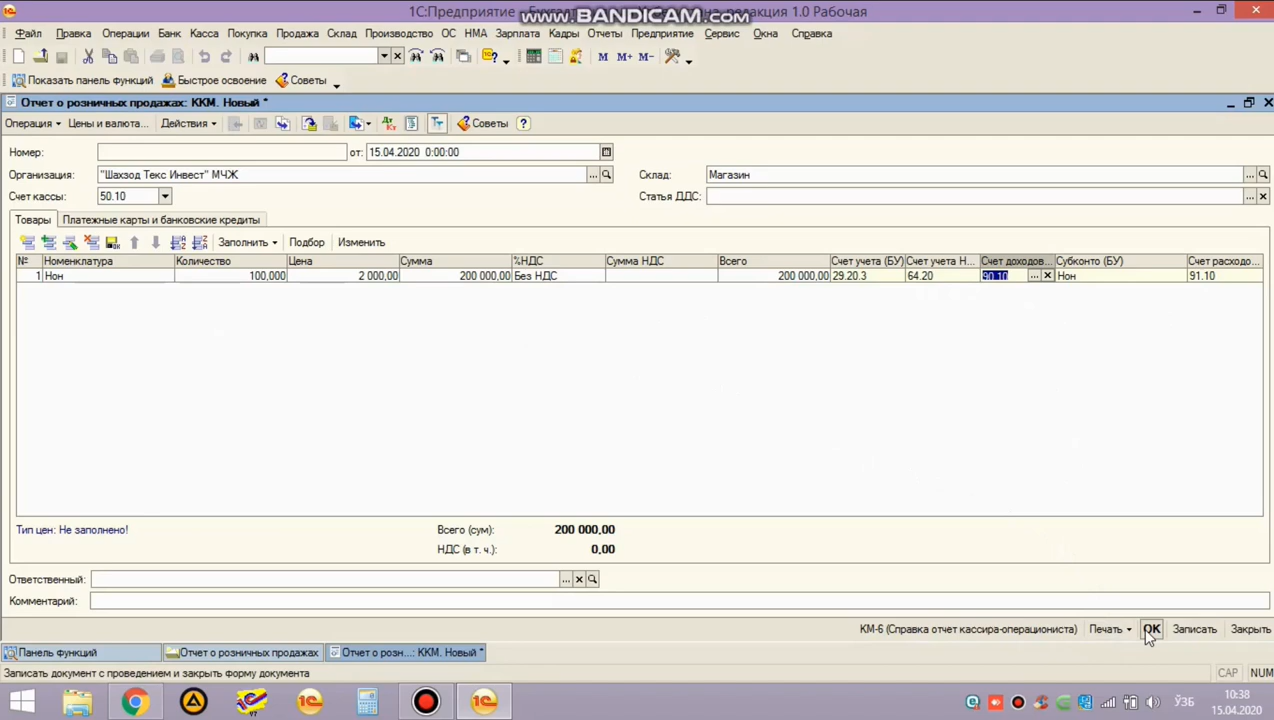 1С:Предприятие - Бухгалтерия
редакция 1.0 Рабочая
www.BANDICAM.com
Файл Правка Операции Банк Касса Покупка Продажа Склад Производство ОС НМА Зарплата Кадры Отчеты Предприятие Сервис Окна Справка
M M+ M-
Показать панель функций Быстрое освоение Советы
Отчет о розничных продажах: ККМ. Новый *
Операция Цены и валюта... Действия Дт Кт Советы ?
Номер: от: 15.04.2020 0:00:00
Организация: "Шахзод Текс Инвест" МЧЖ Склад: Магазин
Счет кассы: 50.10 Статья ДДС:
Товары Платежные карты и банковские кредиты
Заполнить Подбор Изменить
№ Номенклатура Количество Цена Сумма %НДС Сумма НДС Всего Счет учета (БУ) Счет учета Н... Счет доходов... Субконто (БУ) Счет расходо...
1 Нон 100,000 2 000,00 200 000,00 Без НДС 200 000,00 29.20.3 64.20 90.10 ... Нон 91.10
Тип цен: Не заполнено! Всего (сум): 200 000,00
НДС (в т. ч.): 0,00
Ответственный:
Комментарий:
КМ-6 (Справка отчет кассира-операциониста) Печать OK Записать Закрыть
Панель функций Отчет о розничных продажах Отчет о розн...: ККМ. Новый *
Записать документ с проведением и закрыть форму документа CAP NUM
ЎЗБ 10:38
15.04.2020